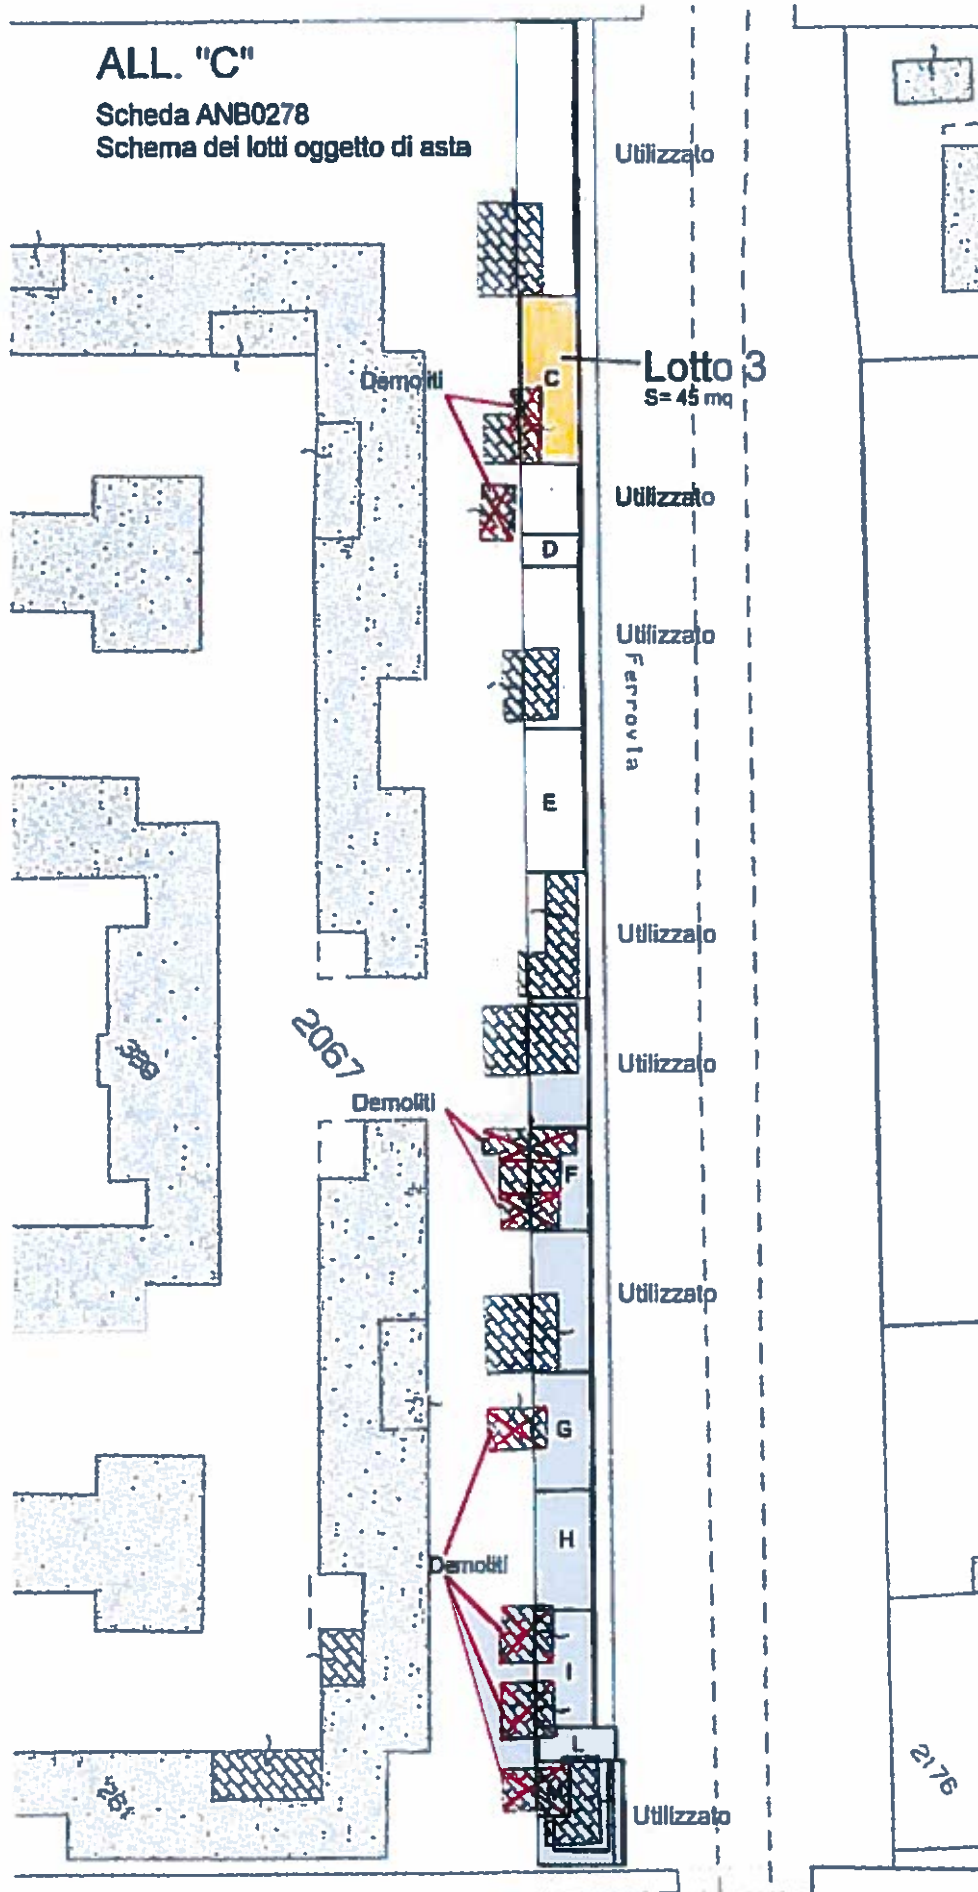 ALL. "C"
Scheda ANB0278
Schema dei lotti oggetto di asta
Utilizzato
Demoliti
C
Lotto 3
S= 45 mq
Utilizzato
D
Utilizzato
Ferrovia
E
Utilizzato
2067
Utilizzato
Demoliti
F
Utilizzato
G
H
Demoliti
I
L
Utilizzato
2176